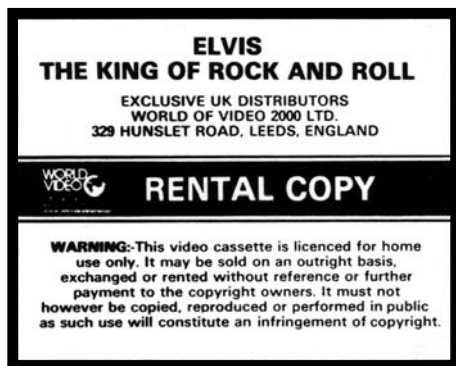 ELVIS
THE KING OF ROCK AND ROLL
EXCLUSIVE UK DISTRIBUTORS
WORLD OF VIDEO 2000 LTD.
329 HUNSLET ROAD, LEEDS, ENGLAND
WORLD
VIDEO
RENTAL COPY
WARNING:-This video cassette is licenced for home
use only. It may be sold on an outright basis,
exchanged or rented without reference or further
payment to the copyright owners. It must not
however be copied, reproduced or performed in public
as such use will constitute an infringement of copyright.